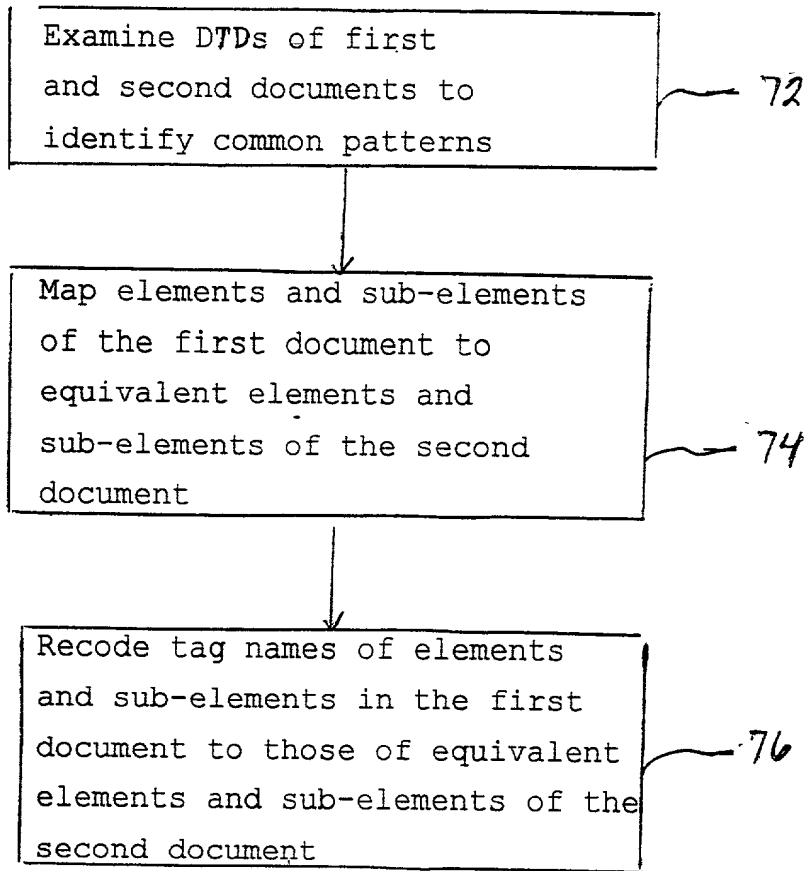 Examine DTDs of first
and second documents to
identify common patterns
72
Map elements and sub-elements
of the first document to
equivalent elements and
sub-elements of the second
document
74
Recode tag names of elements
and sub-elements in the first
document to those of equivalent
elements and sub-elements of the
second document
76